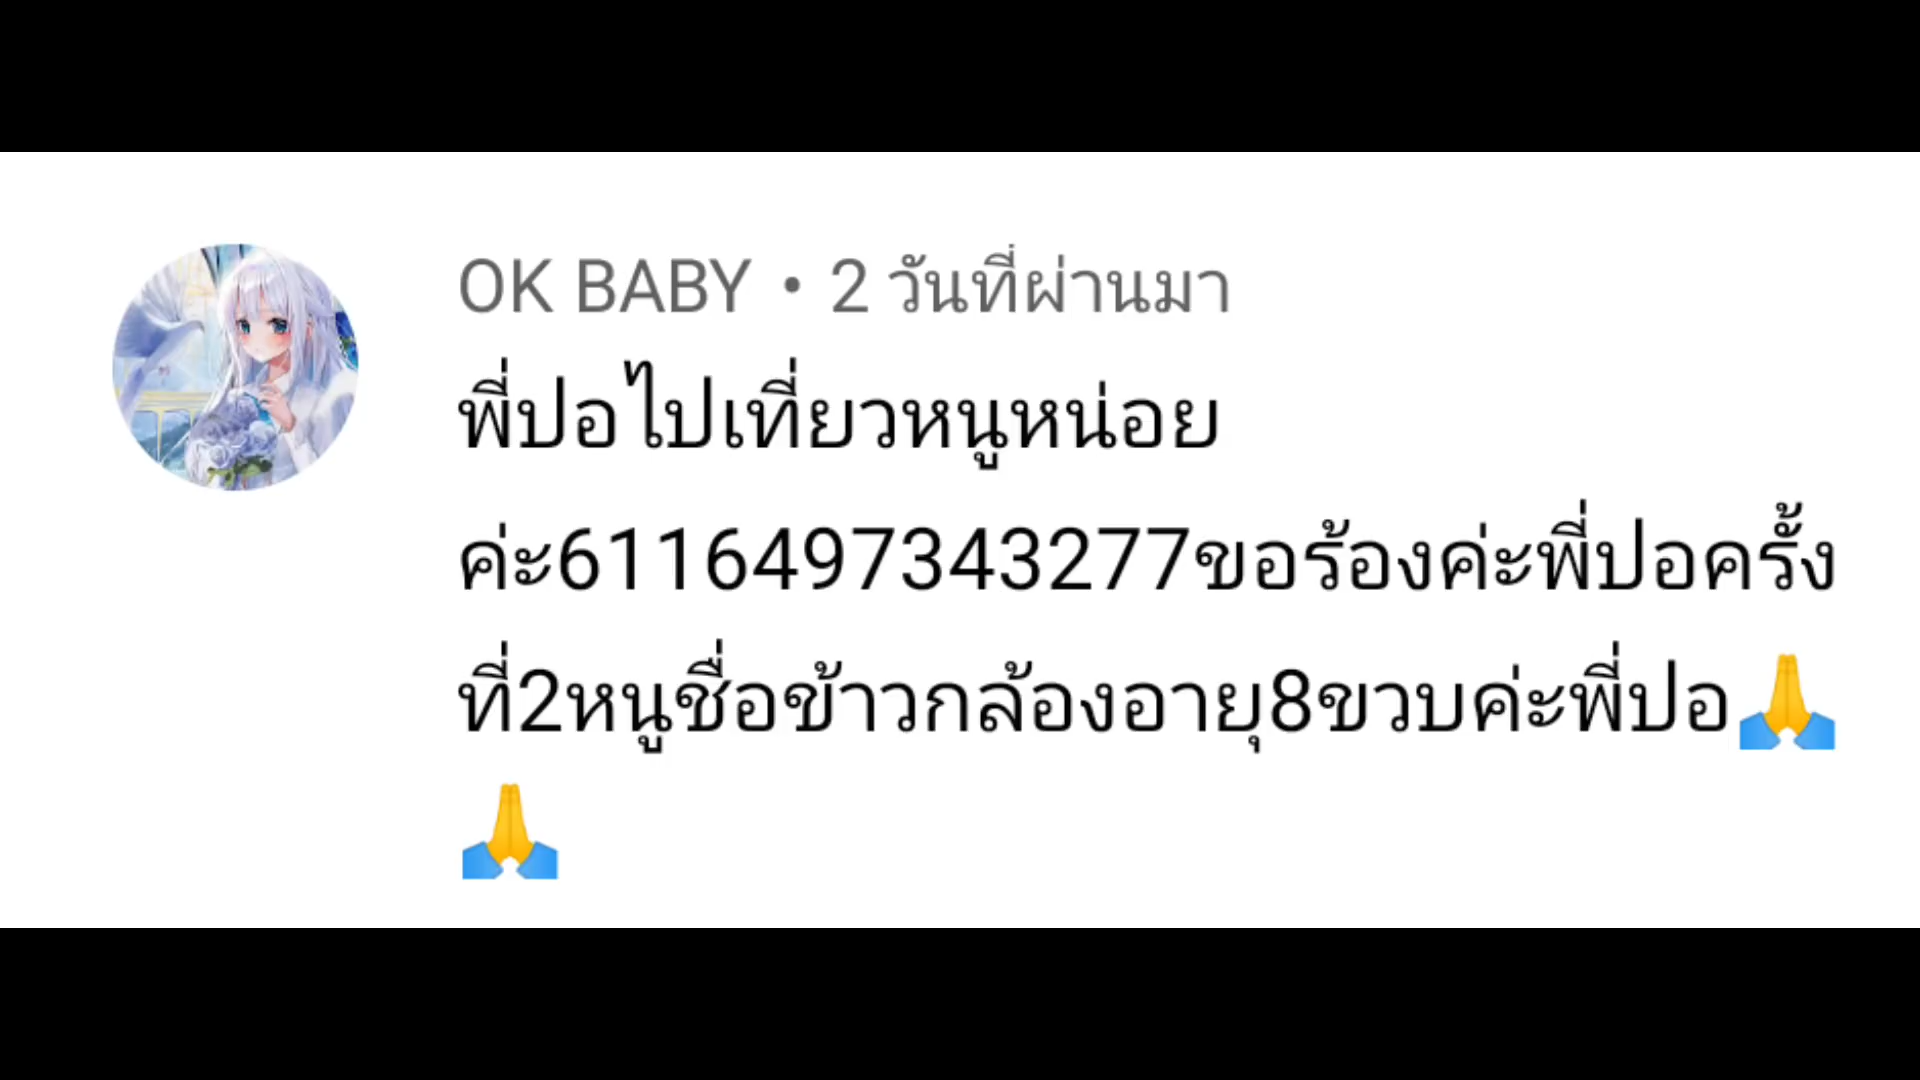 OK BABY • 2 วันที่ผ่านมา
พี่ปอไปเที่ยวหนูหน่อย
ค่ะ6116497343277ขอร้องค่ะพี่ปอครั้ง
ที่2หนูชื่อข้าวกล้องอายุ8ขวบค่ะพี่ปอ🙏
🙏